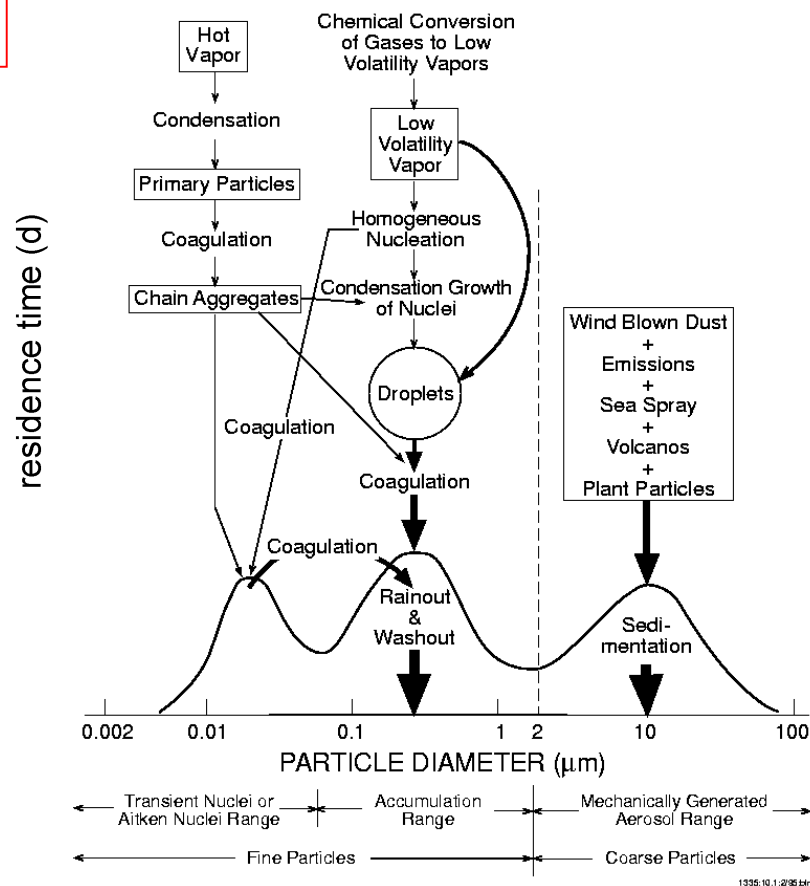 Hot
Vapor
Condensation
Primary Particles
Coagulation
Chain Aggregates
Chemical Conversion
of Gases to Low
Volatility Vapors
Low
Volatility
Vapor
Homogeneous
Nucleation
Condensation Growth
of Nuclei
Droplets
Coagulation
Coagulation
Coagulation
Rainout
&
Washout
Wind Blown Dust
+
Emissions
+
Sea Spray
+
Volcanos
+
Plant Particles
Sedi-
mentation
residence time (d)
0.002 0.01 0.1 1 2 10 100
PARTICLE DIAMETER (μm)
Transient Nuclei or
Aitken Nuclei Range
Accumulation
Range
Mechanically Generated
Aerosol Range
Fine Particles
Coarse Particles